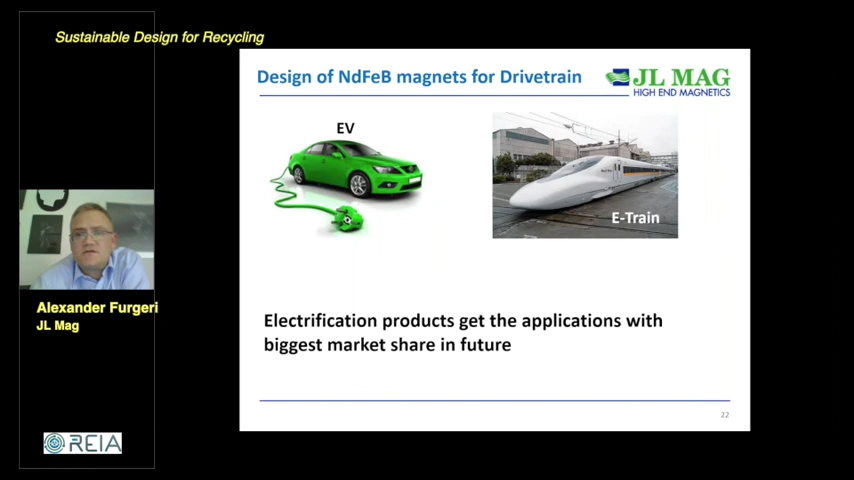 Sustainable Design for Recycling
Design of NdFeB magnets for Drivetrain
JL MAG
HIGH END MAGNETICS
EV
E-Train
Alexander Furgeri
JL Mag
Electrification products get the applications with
biggest market share in future
22
REIA